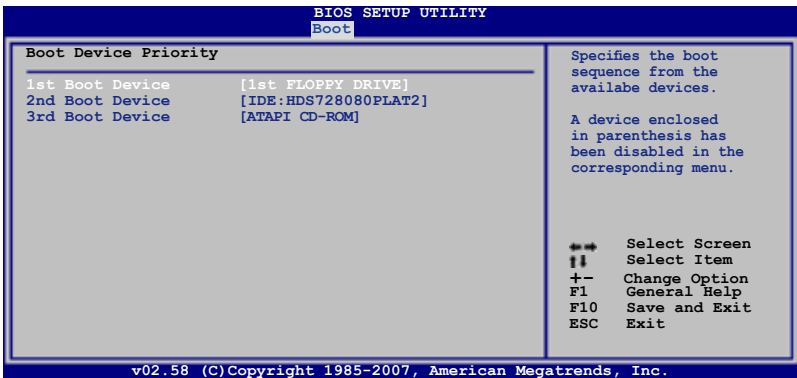 BIOS SETUP UTILITY
Boot
Boot Device Priority
1st Boot Device [1st FLOPPY DRIVE]
2nd Boot Device [IDE:HDS728080PLAT2]
3rd Boot Device [ATAPI CD-ROM]
Specifies the boot
sequence from the
availabe devices.
A device enclosed
in parenthesis has
been disabled in the
corresponding menu.
←→ Select Screen
↑↓ Select Item
+- Change Option
F1 General Help
F10 Save and Exit
ESC Exit
v02.58 (C)Copyright 1985-2007, American Megatrends, Inc.